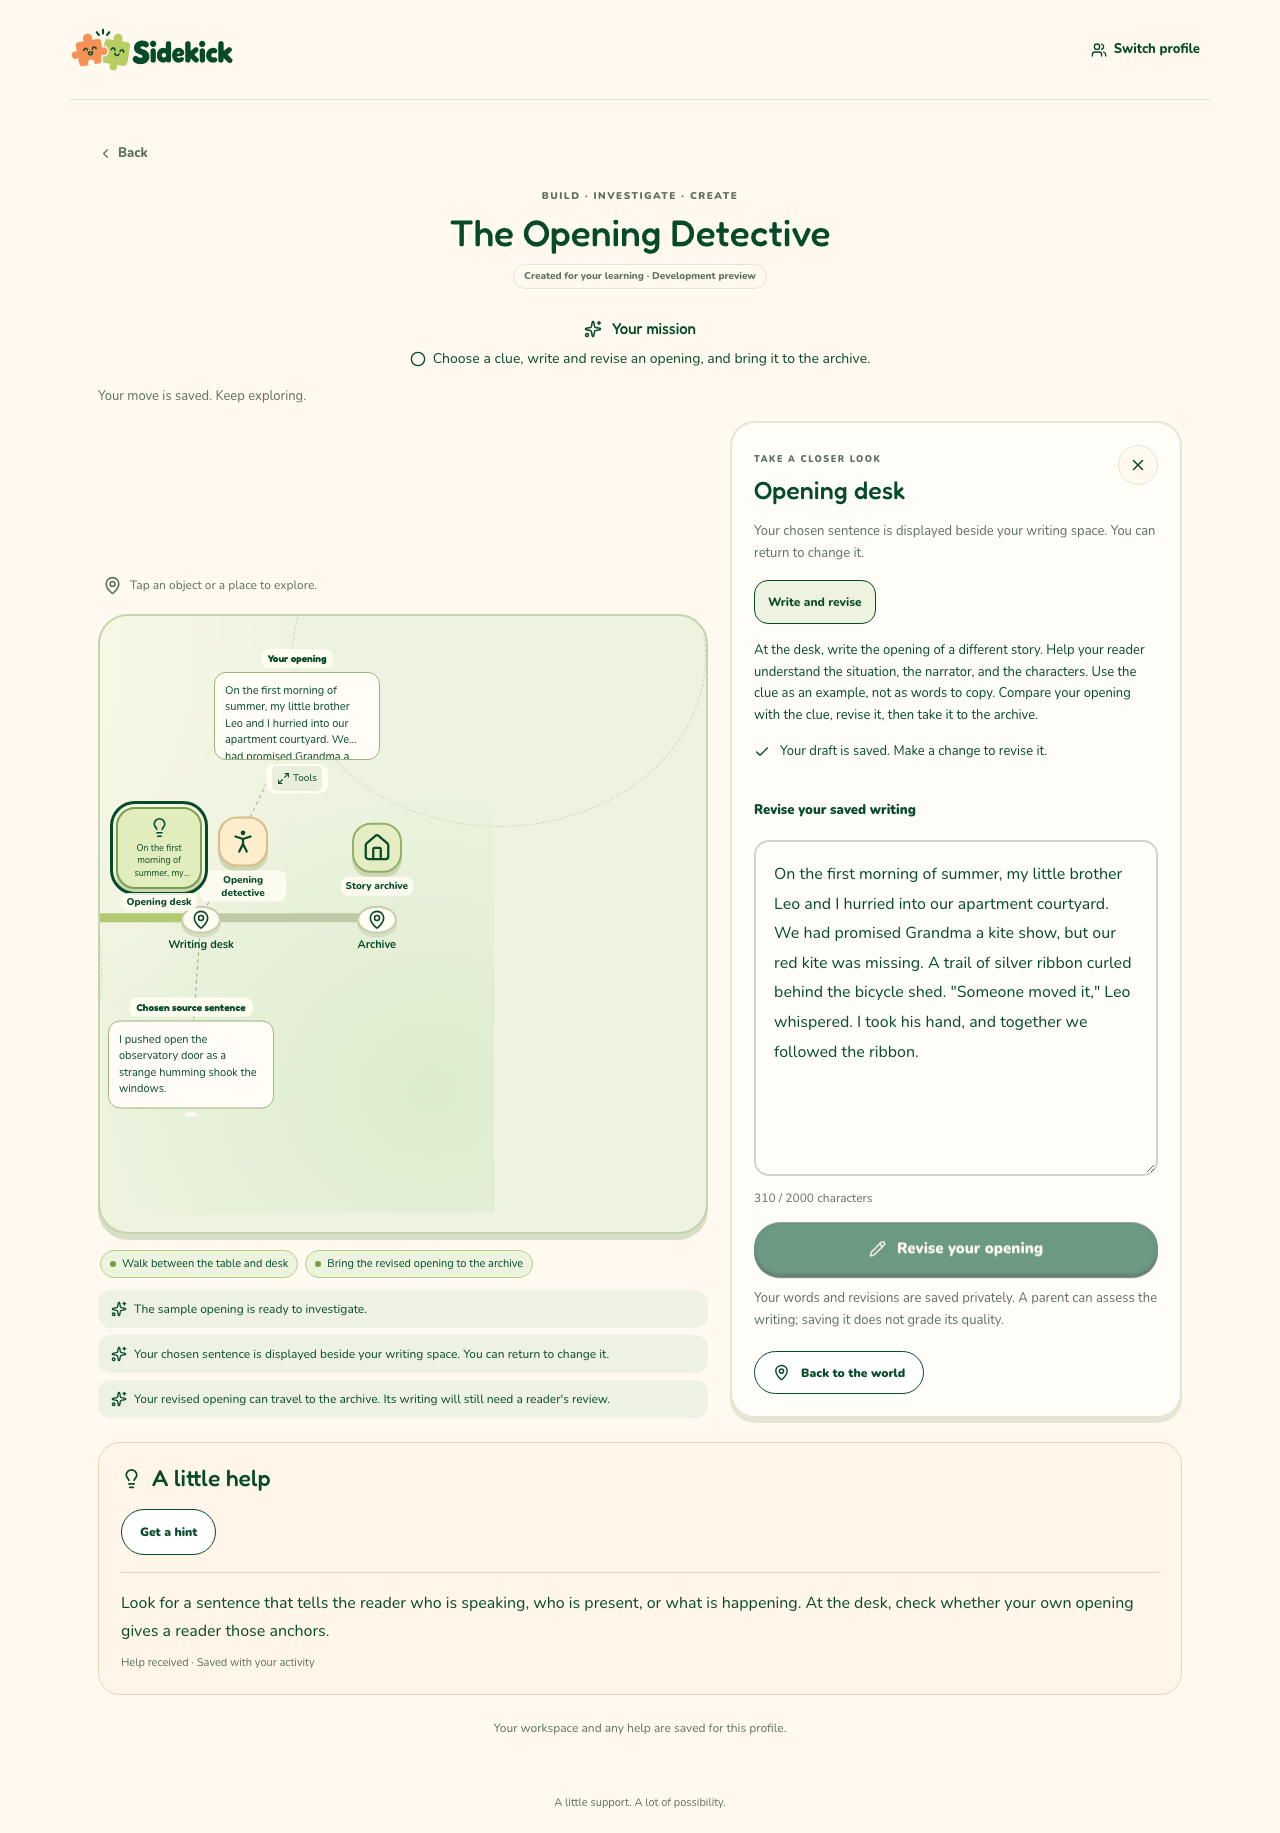 Sidekick
Switch profile
Back
BUILD · INVESTIGATE · CREATE
The Opening Detective
Created for your learning · Development preview
Your mission
Choose a clue, write and revise an opening, and bring it to the archive.
Your move is saved. Keep exploring.
Tap an object or a place to explore.
Your opening
On the first morning of
summer, my little brother
Leo and I hurried into our
apartment courtyard. We...
had promised Grandma a
Tools
On the first
morning of
summer, my...
Opening desk
Opening
detective
Story archive
Writing desk
Archive
Chosen source sentence
I pushed open the
observatory door as a
strange humming shook the
windows.
Walk between the table and desk
Bring the revised opening to the archive
The sample opening is ready to investigate.
Your chosen sentence is displayed beside your writing space. You can return to change it.
Your revised opening can travel to the archive. Its writing will still need a reader's review.
TAKE A CLOSER LOOK
Opening desk
Your chosen sentence is displayed beside your writing space. You can
return to change it.
Write and revise
At the desk, write the opening of a different story. Help your reader
understand the situation, the narrator, and the characters. Use the
clue as an example, not as words to copy. Compare your opening
with the clue, revise it, then take it to the archive.
Your draft is saved. Make a change to revise it.
Revise your saved writing
On the first morning of summer, my little brother
Leo and I hurried into our apartment courtyard.
We had promised Grandma a kite show, but our
red kite was missing. A trail of silver ribbon curled
behind the bicycle shed. "Someone moved it," Leo
whispered. I took his hand, and together we
followed the ribbon.
310 / 2000 characters
Revise your opening
Your words and revisions are saved privately. A parent can assess the
writing; saving it does not grade its quality.
Back to the world
A little help
Get a hint
Look for a sentence that tells the reader who is speaking, who is present, or what is happening. At the desk, check whether your own opening
gives a reader those anchors.
Help received · Saved with your activity
Your workspace and any help are saved for this profile.
A little support. A lot of possibility.